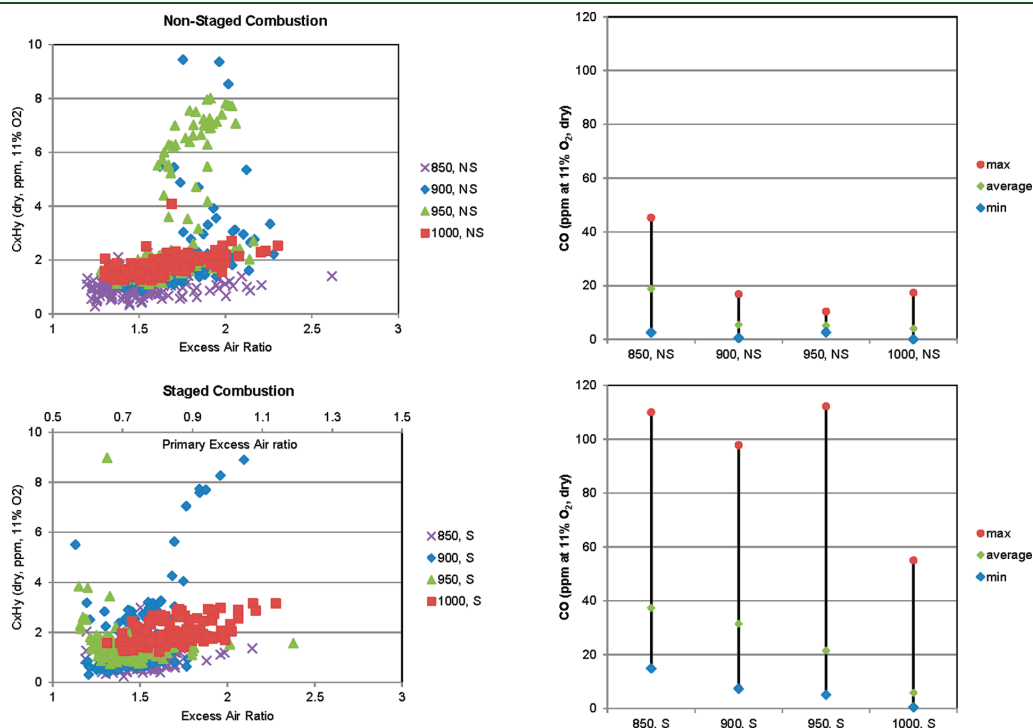 Non-Staged Combustion
10
8
6
4
2
0
CxHy (dry, ppm, 11% O2)
1
1.5
2
2.5
3
Excess Air Ratio
850, NS
900, NS
950, NS
1000, NS
120
100
80
60
40
20
0
CO (ppm at 11% O₂, dry)
850, NS
900, NS
950, NS
1000, NS
max
average
min
Staged Combustion
0.5
0.7
0.9
1.1
1.3
1.5
Primary Excess Air ratio
10
8
6
4
2
0
CxHy (dry, ppm, 11% O2)
1
1.5
2
2.5
3
Excess Air Ratio
850, S
900, S
950, S
1000, S
120
100
80
60
40
20
0
CO (ppm at 11% O₂, dry)
850, S
900, S
950, S
1000, S
max
average
min